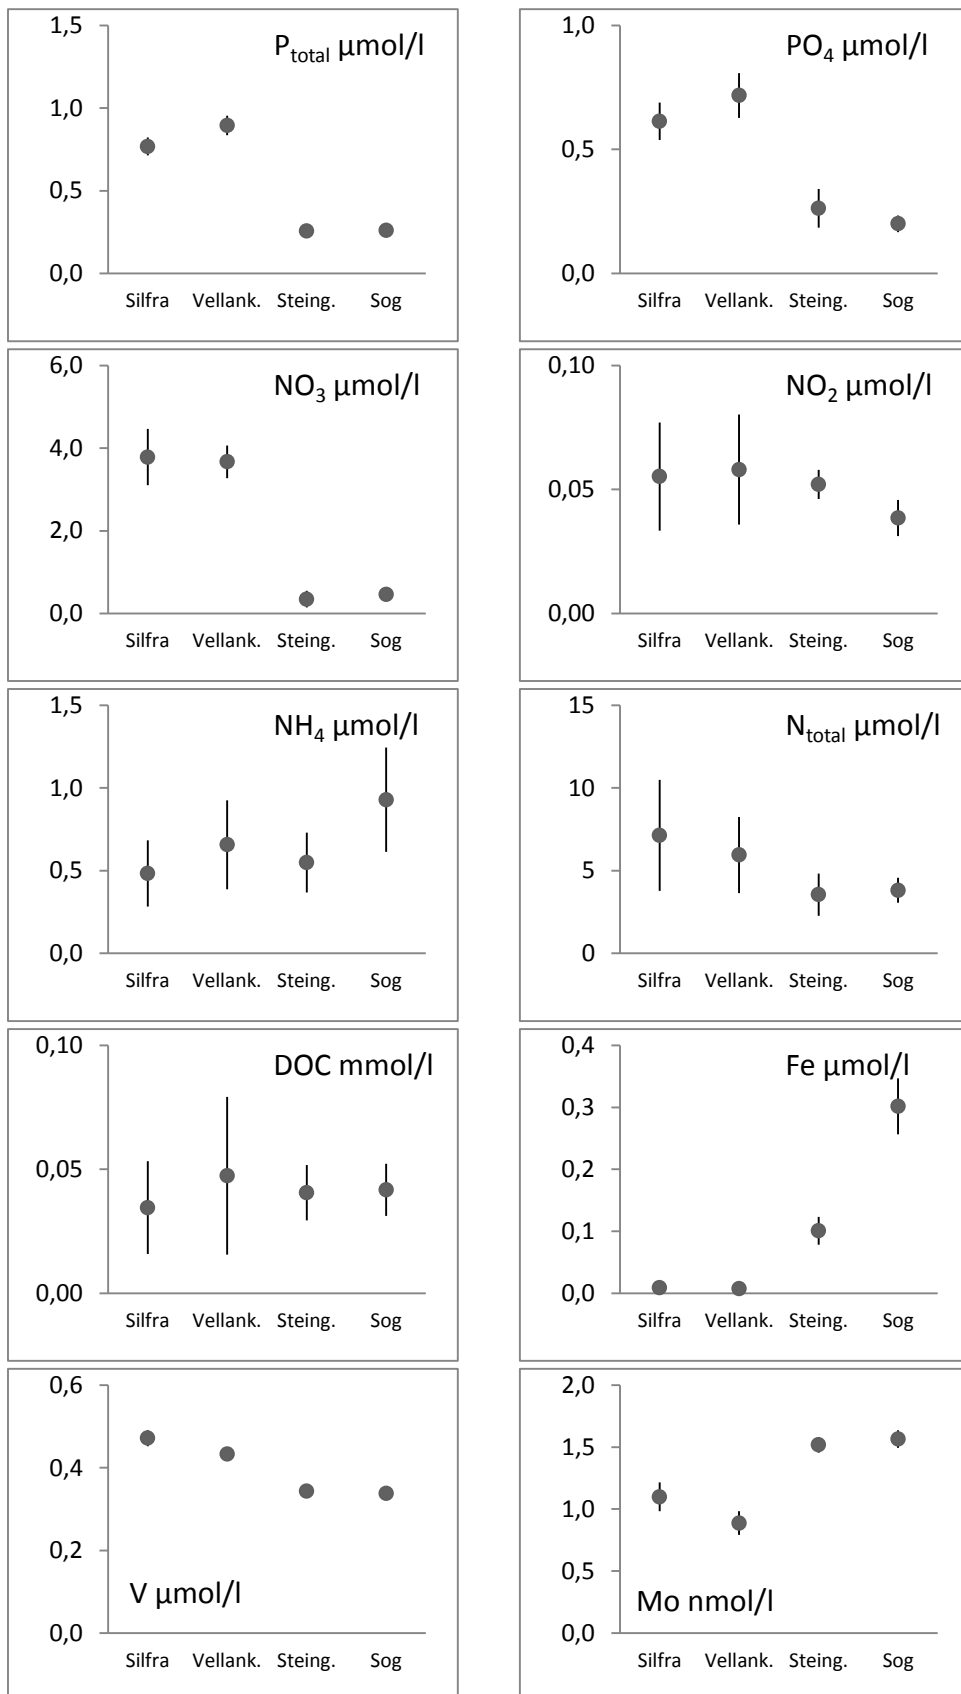 P_total µmol/l
1,5
1,0
0,5
0,0
Silfra Vellank. Steing. Sog
PO₄ µmol/l
1,0
0,5
0,0
Silfra Vellank. Steing. Sog
NO₃ µmol/l
6,0
4,0
2,0
0,0
Silfra Vellank. Steing. Sog
NO₂ µmol/l
0,10
0,05
0,00
Silfra Vellank. Steing. Sog
NH₄ µmol/l
1,5
1,0
0,5
0,0
Silfra Vellank. Steing. Sog
N_total µmol/l
15
10
5
0
Silfra Vellank. Steing. Sog
DOC mmol/l
0,10
0,05
0,00
Silfra Vellank. Steing. Sog
Fe µmol/l
0,4
0,3
0,2
0,1
0,0
Silfra Vellank. Steing. Sog
0,6
0,4
0,2
0,0
V µmol/l
Silfra Vellank. Steing. Sog
2,0
1,5
1,0
0,5
0,0
Mo nmol/l
Silfra Vellank. Steing. Sog